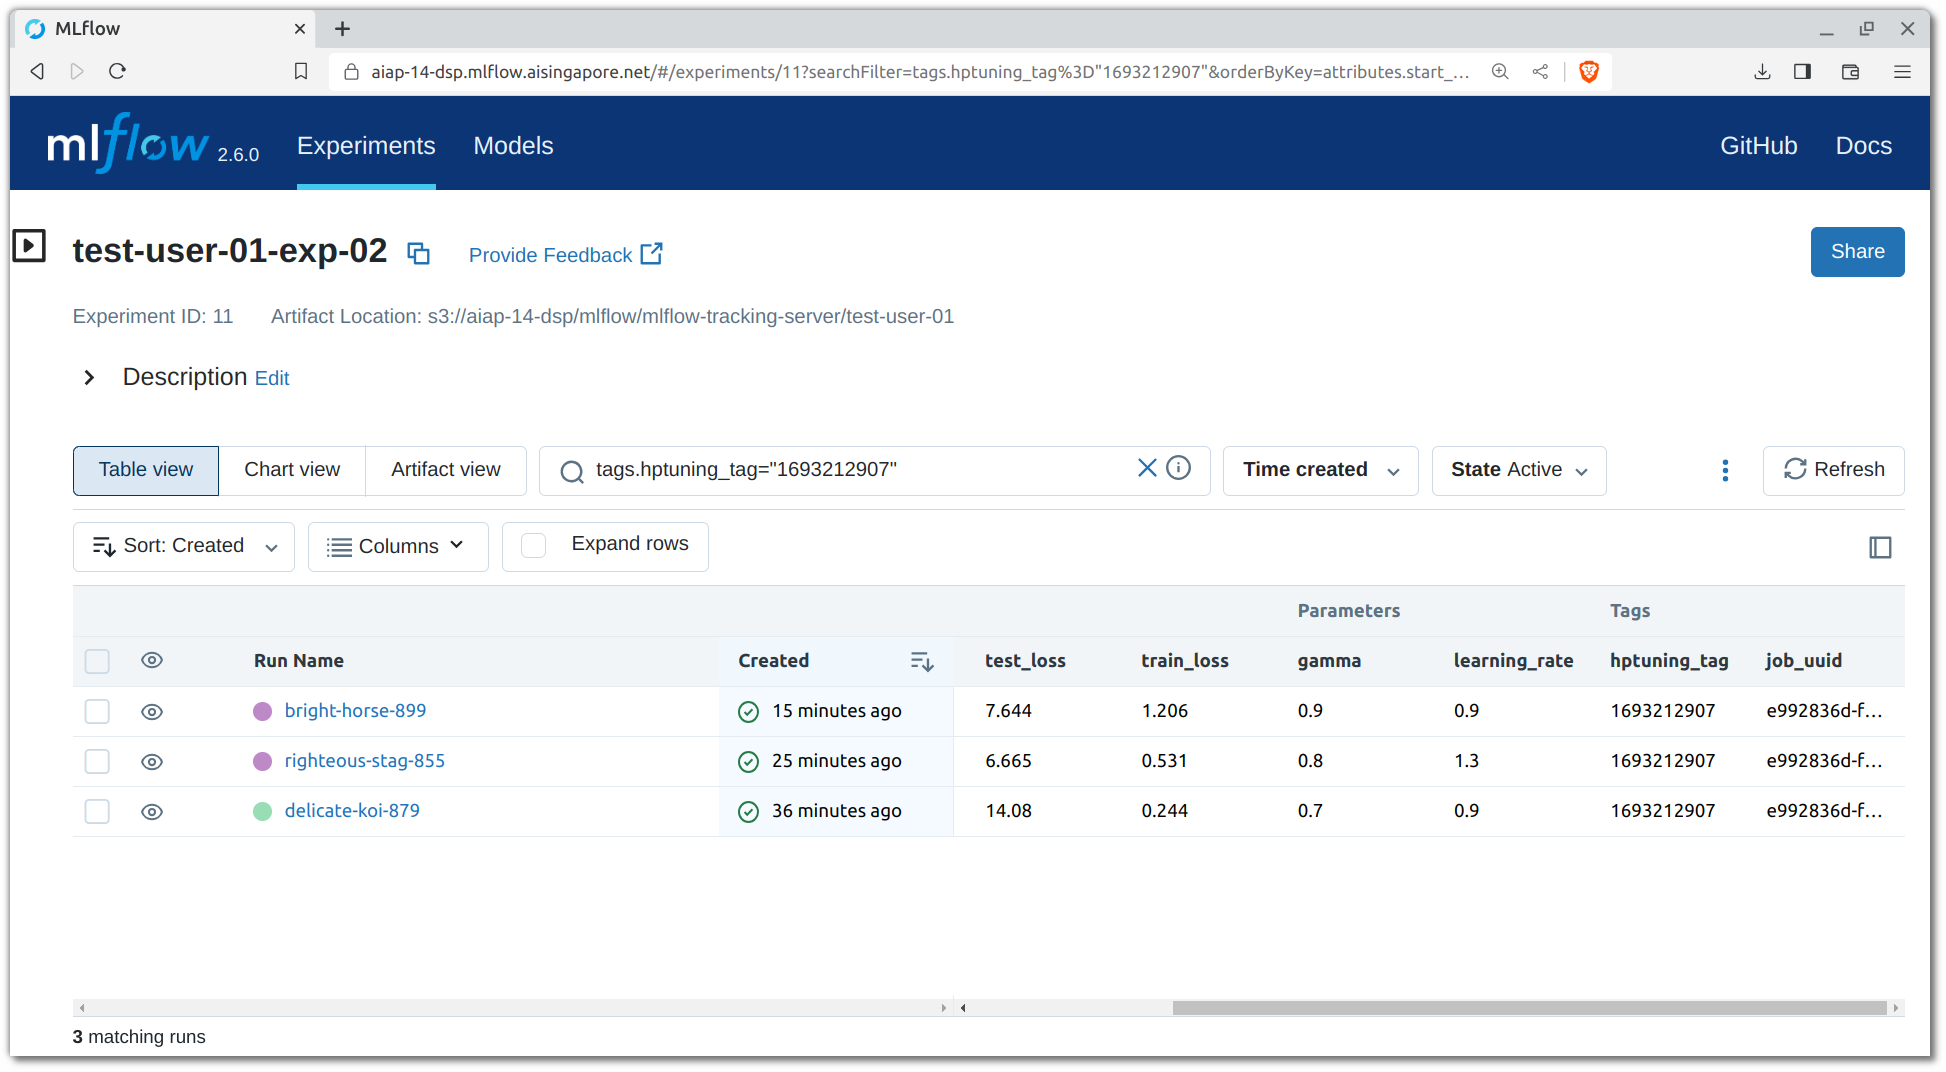 MLflow
aiap-14-dsp.mlflow.aisingapore.net/#/experiments/11?searchFilter=tags.hptuning_tag%3D"1693212907"&orderByKey=attributes.start_...
mlflow 2.6.0 Experiments Models GitHub Docs
test-user-01-exp-02 Provide Feedback Share
Experiment ID: 11 Artifact Location: s3://aiap-14-dsp/mlflow/mlflow-tracking-server/test-user-01
Description Edit
Table view Chart view Artifact view tags.hptuning_tag="1693212907" Time created State Active Refresh
Sort: Created Columns Expand rows
Parameters Tags
Run Name Created test_loss train_loss gamma learning_rate hptuning_tag job_uuid
bright-horse-899 15 minutes ago 7.644 1.206 0.9 0.9 1693212907 e992836d-f...
righteous-stag-855 25 minutes ago 6.665 0.531 0.8 1.3 1693212907 e992836d-f...
delicate-koi-879 36 minutes ago 14.08 0.244 0.7 0.9 1693212907 e992836d-f...
3 matching runs